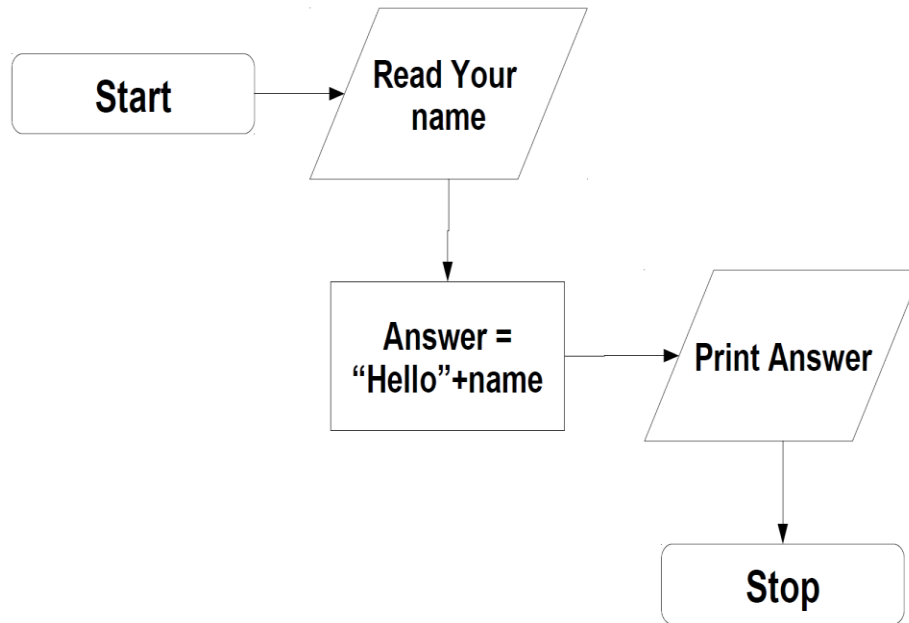 Start
Read Your
name
Answer =
“Hello”+name
Print Answer
Stop